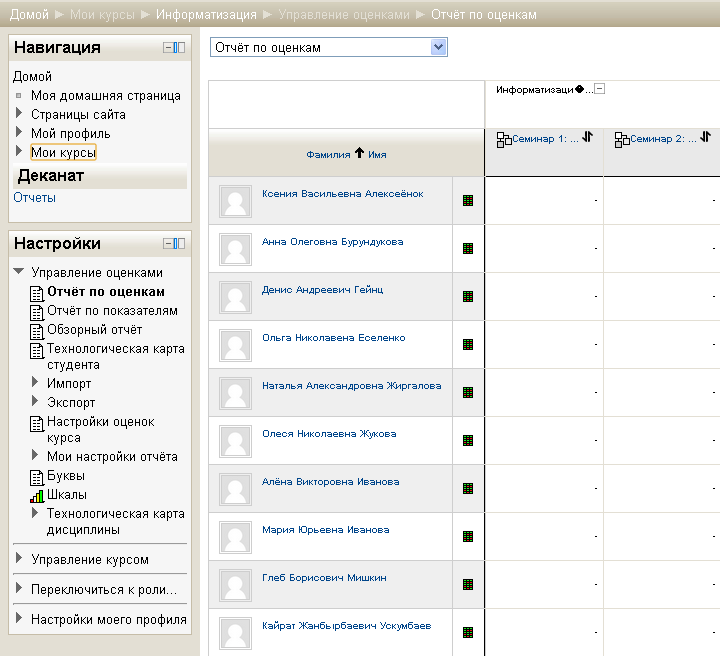 Домой ► Мои курсы ► Информатизация ► Управление оценками ► Отчёт по оценкам
Навигация
Домой
Моя домашняя страница
Страницы сайта
Мой профиль
Мои курсы
Деканат
Отчеты
Настройки
Управление оценками
Отчёт по оценкам
Отчёт по показателям
Обзорный отчёт
Технологическая карта
студента
Импорт
Экспорт
Настройки оценок
курса
Мои настройки отчёта
Буквы
Шкалы
Технологическая карта
дисциплины
Управление курсом
Переключиться к роли...
Настройки моего профиля
Отчёт по оценкам
Информатизаци�...
Фамилия Имя
Семинар 1: ... Семинар 2: ...
Ксения Васильевна Алексеёнок - -
Анна Олеговна Бурундукова - -
Денис Андреевич Гейнц - -
Ольга Николавена Еселенко - -
Наталья Александровна Жиргалова - -
Олеся Николаевна Жукова - -
Алёна Викторовна Иванова - -
Мария Юрьевна Иванова - -
Глеб Борисович Мишкин - -
Кайрат Жанбырбаевич Ускумбаев - -